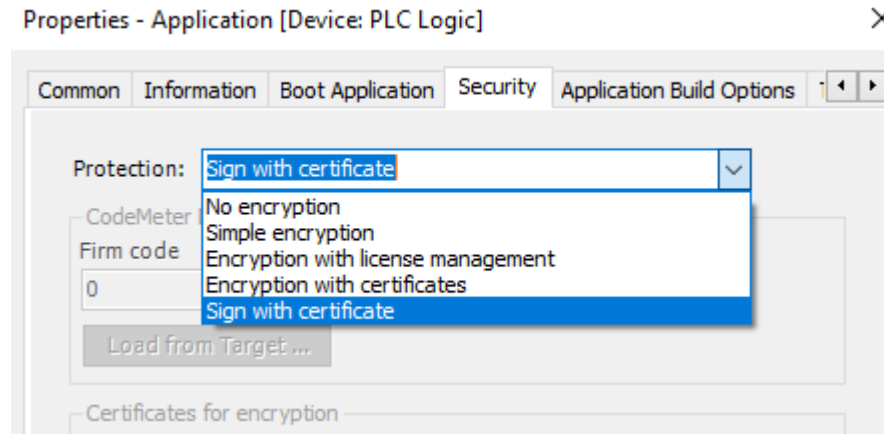 Properties - Application [Device: PLC Logic]
Common Information Boot Application Security Application Build Options
Protection: Sign with certificate
No encryption
CodeMeter
Simple encryption
Firm code
Encryption with license management
0
Encryption with certificates
Sign with certificate
Load from Target ...
Certificates for encryption